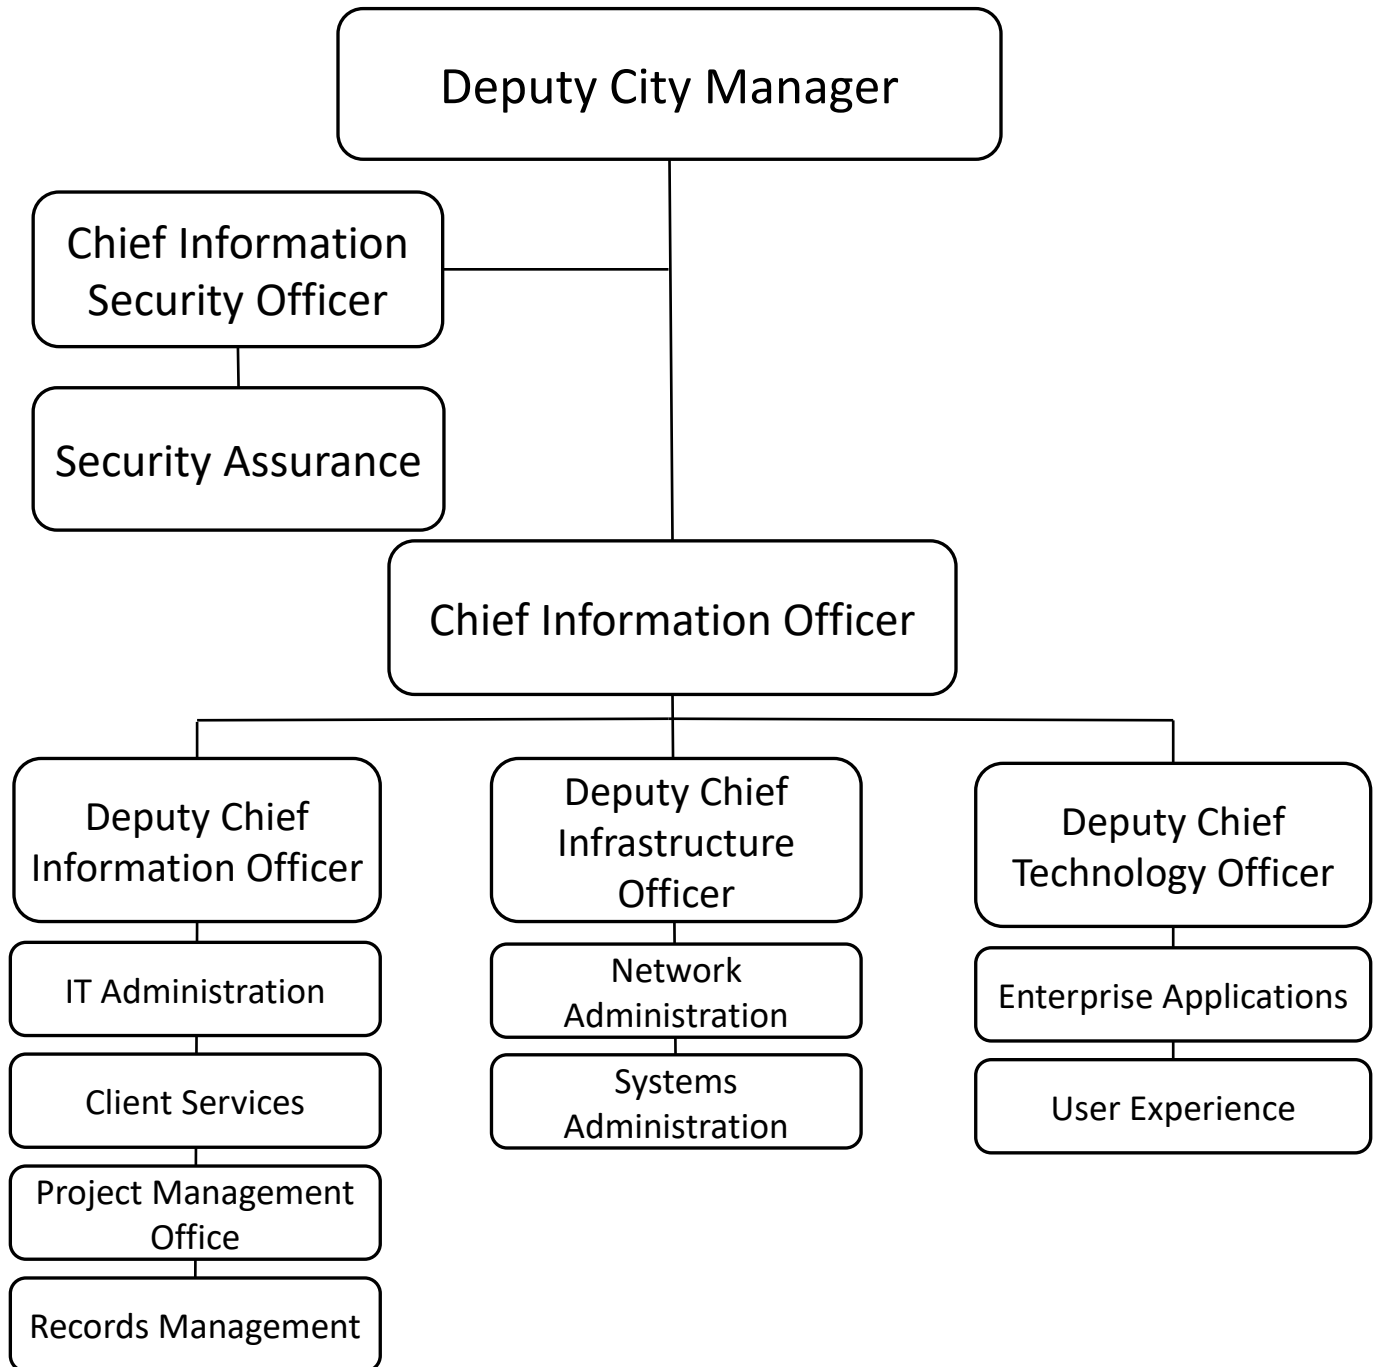 Deputy City Manager
Chief Information
Security Officer
Security Assurance
Chief Information Officer
Deputy Chief
Information Officer
IT Administration
Client Services
Project Management
Office
Records Management
Deputy Chief
Infrastructure
Officer
Network
Administration
Systems
Administration
Deputy Chief
Technology Officer
Enterprise Applications
User Experience